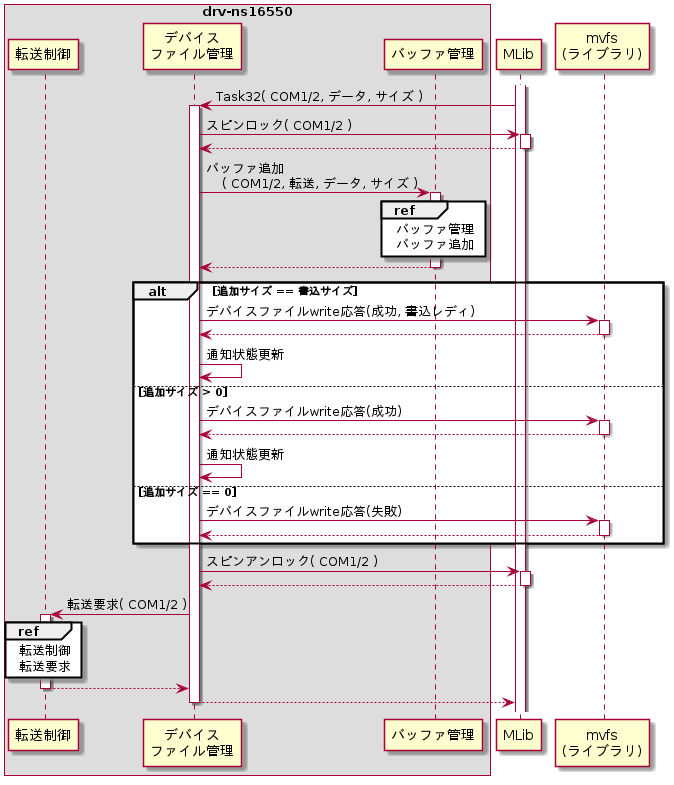 drv-ns16550
転送制御
デバイス
ファイル管理
バッファ管理
MLib
mvfs
(ライブラリ)
Task32( COM1/2, データ, サイズ )
スピンロック( COM1/2 )
バッファ追加
( COM1/2, 転送, データ, サイズ )
ref
バッファ管理
バッファ追加
alt
[追加サイズ == 書込サイズ]
デバイスファイルwrite応答(成功, 書込レディ)
通知状態更新
[追加サイズ > 0]
デバイスファイルwrite応答(成功)
通知状態更新
[追加サイズ == 0]
デバイスファイルwrite応答(失敗)
スピンアンロック( COM1/2 )
転送要求( COM1/2 )
ref
転送制御
転送要求
転送制御
デバイス
ファイル管理
バッファ管理
MLib
mvfs
(ライブラリ)